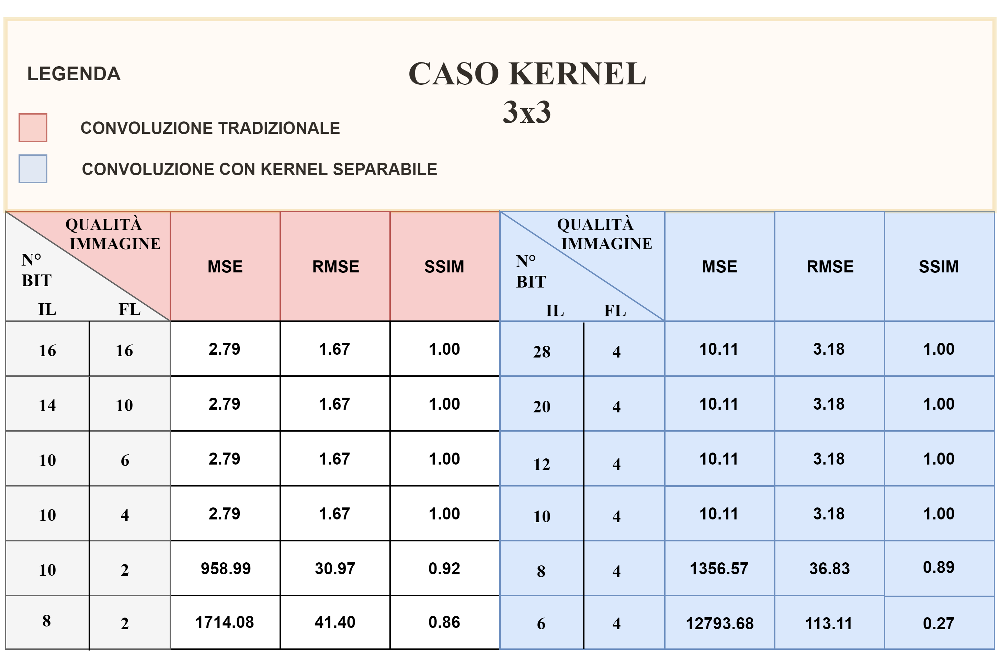 LEGENDA
CASO KERNEL
3x3
CONVOLUZIONE TRADIZIONALE
CONVOLUZIONE CON KERNEL SEPARABILE
QUALITÀ
IMMAGINE
N°
BIT
IL FL
MSE RMSE SSIM
QUALITÀ
IMMAGINE
N°
BIT
IL FL
MSE RMSE SSIM
16 16 2.79 1.67 1.00 28 4 10.11 3.18 1.00
14 10 2.79 1.67 1.00 20 4 10.11 3.18 1.00
10 6 2.79 1.67 1.00 12 4 10.11 3.18 1.00
10 4 2.79 1.67 1.00 10 4 10.11 3.18 1.00
10 2 958.99 30.97 0.92 8 4 1356.57 36.83 0.89
8 2 1714.08 41.40 0.86 6 4 12793.68 113.11 0.27